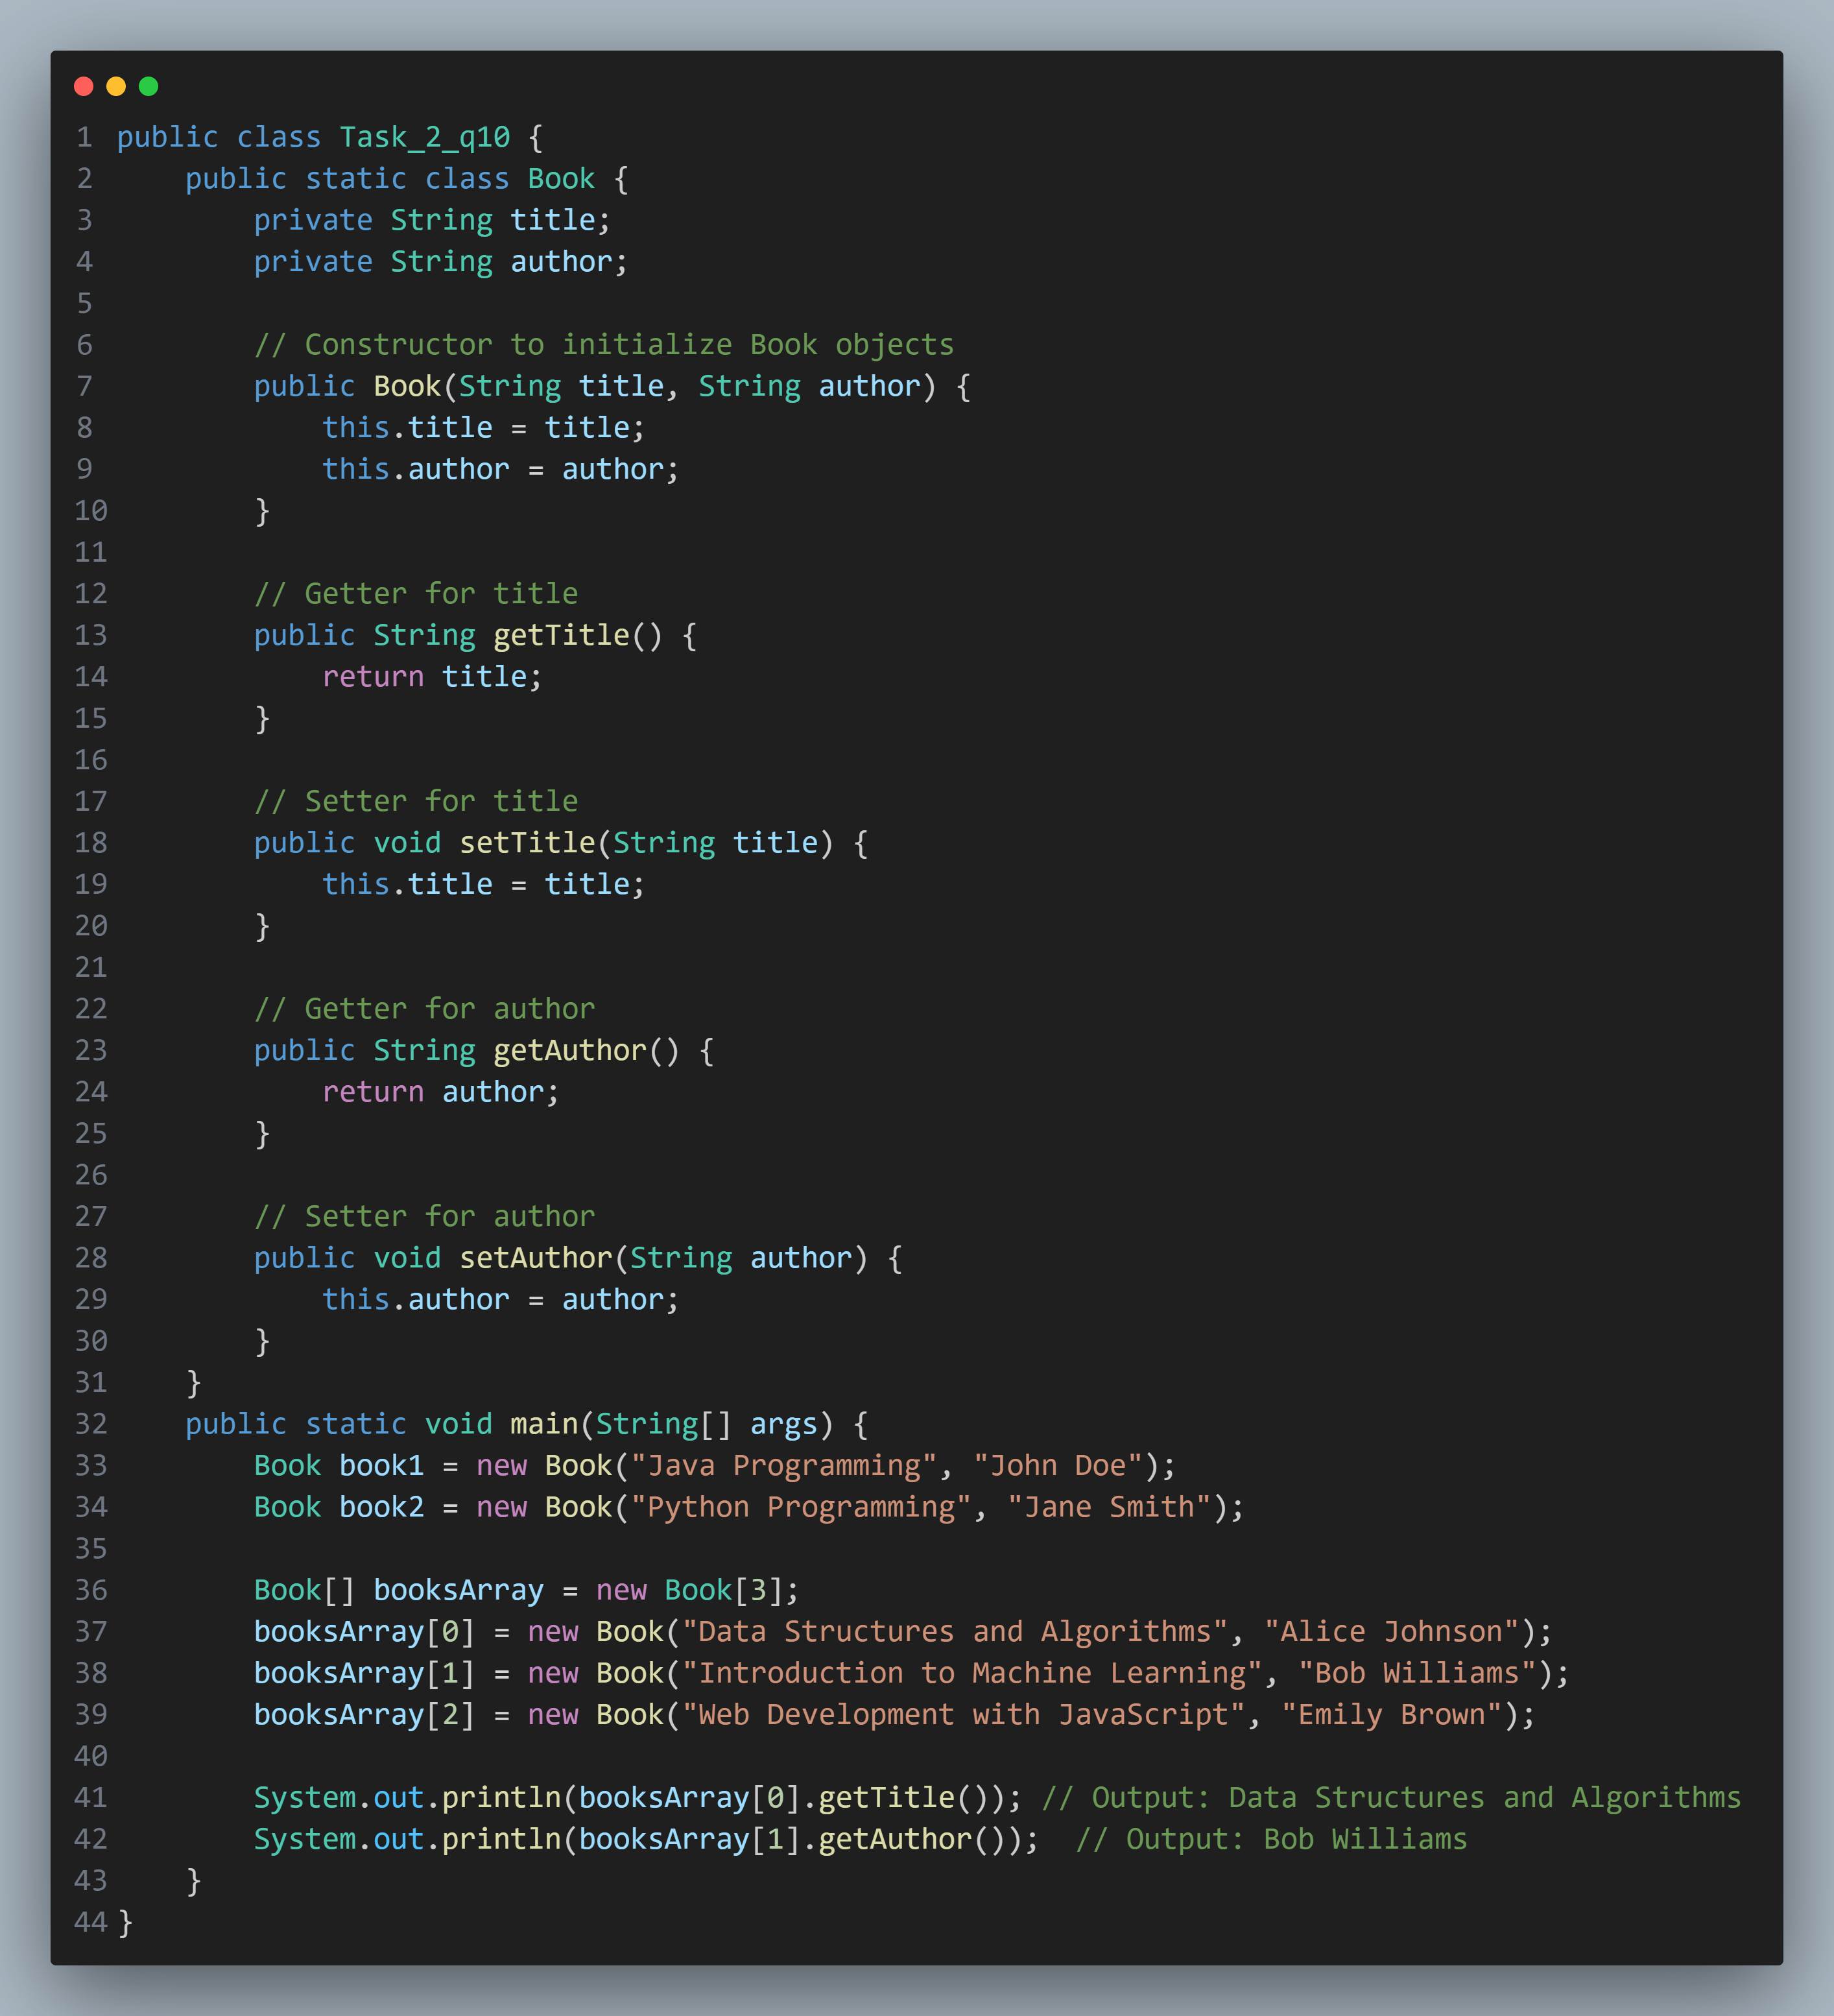 1 public class Task_2_q10 {
2     public static class Book {
3         private String title;
4         private String author;
5
6         // Constructor to initialize Book objects
7         public Book(String title, String author) {
8             this.title = title;
9             this.author = author;
10         }
11
12         // Getter for title
13         public String getTitle() {
14             return title;
15         }
16
17         // Setter for title
18         public void setTitle(String title) {
19             this.title = title;
20         }
21
22         // Getter for author
23         public String getAuthor() {
24             return author;
25         }
26
27         // Setter for author
28         public void setAuthor(String author) {
29             this.author = author;
30         }
31     }
32     public static void main(String[] args) {
33         Book book1 = new Book("Java Programming", "John Doe");
34         Book book2 = new Book("Python Programming", "Jane Smith");
35
36         Book[] booksArray = new Book[3];
37         booksArray[0] = new Book("Data Structures and Algorithms", "Alice Johnson");
38         booksArray[1] = new Book("Introduction to Machine Learning", "Bob Williams");
39         booksArray[2] = new Book("Web Development with JavaScript", "Emily Brown");
40
41         System.out.println(booksArray[0].getTitle()); // Output: Data Structures and Algorithms
42         System.out.println(booksArray[1].getAuthor());  // Output: Bob Williams
43     }
44 }